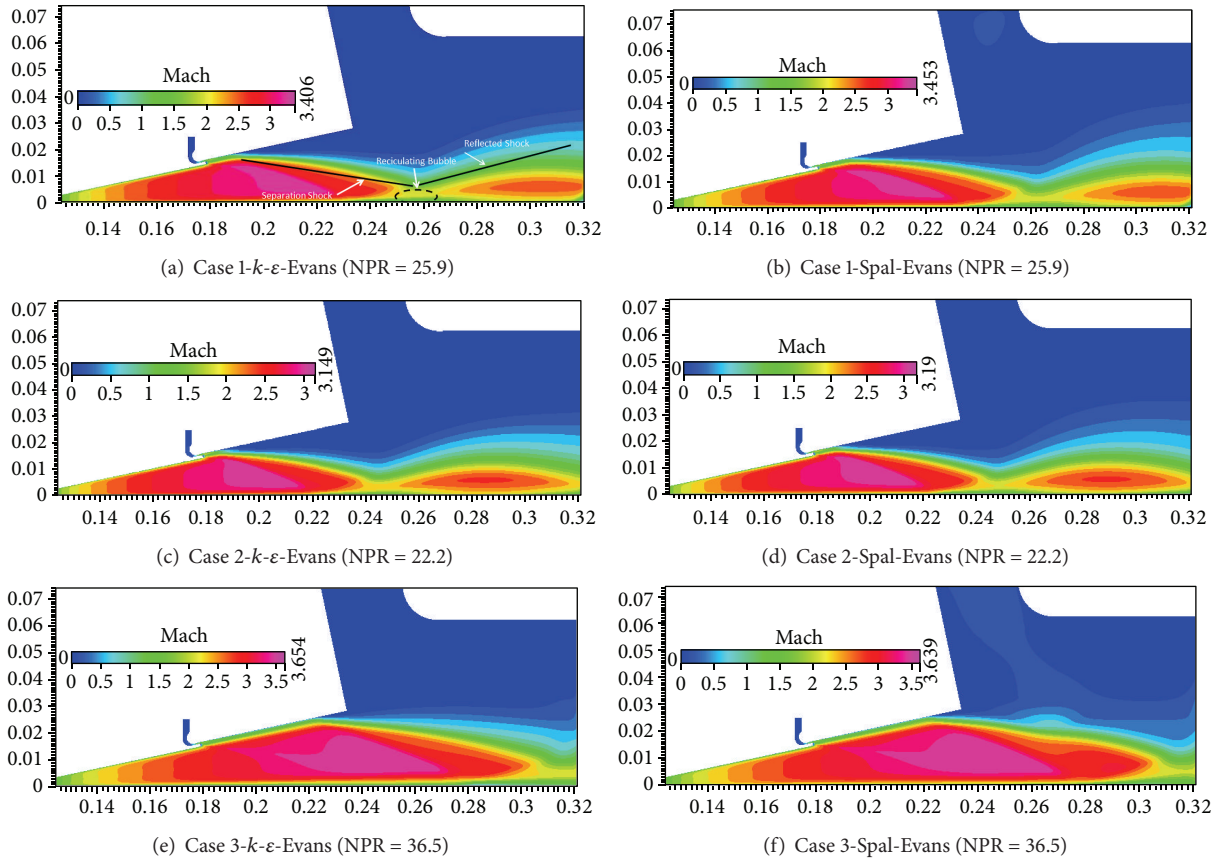 0.07
0.06
0.05
0.04
0.03
0.02
0.01
0
Mach
0
3.406
0 0.5 1 1.5 2 2.5 3
Reflected Shock
Reciculating Bubble
Separation Shock
0.14 0.16 0.18 0.2 0.22 0.24 0.26 0.28 0.3 0.32
(a) Case 1-k-ε-Evans (NPR = 25.9)
0.07
0.06
0.05
0.04
0.03
0.02
0.01
0
Mach
0
3.453
0 0.5 1 1.5 2 2.5 3
0.14 0.16 0.18 0.2 0.22 0.24 0.26 0.28 0.3 0.32
(b) Case 1-Spal-Evans (NPR = 25.9)
0.07
0.06
0.05
0.04
0.03
0.02
0.01
0
Mach
0
3.149
0 0.5 1 1.5 2 2.5 3
0.14 0.16 0.18 0.2 0.22 0.24 0.26 0.28 0.3 0.32
(c) Case 2-k-ε-Evans (NPR = 22.2)
0.07
0.06
0.05
0.04
0.03
0.02
0.01
0
Mach
0
3.19
0 0.5 1 1.5 2 2.5 3
0.14 0.16 0.18 0.2 0.22 0.24 0.26 0.28 0.3 0.32
(d) Case 2-Spal-Evans (NPR = 22.2)
0.07
0.06
0.05
0.04
0.03
0.02
0.01
0
Mach
0
3.654
0 0.5 1 1.5 2 2.5 3 3.5
0.14 0.16 0.18 0.2 0.22 0.24 0.26 0.28 0.3 0.32
(e) Case 3-k-ε-Evans (NPR = 36.5)
0.07
0.06
0.05
0.04
0.03
0.02
0.01
0
Mach
0
3.639
0 0.5 1 1.5 2 2.5 3 3.5
0.14 0.16 0.18 0.2 0.22 0.24 0.26 0.28 0.3 0.32
(f) Case 3-Spal-Evans (NPR = 36.5)